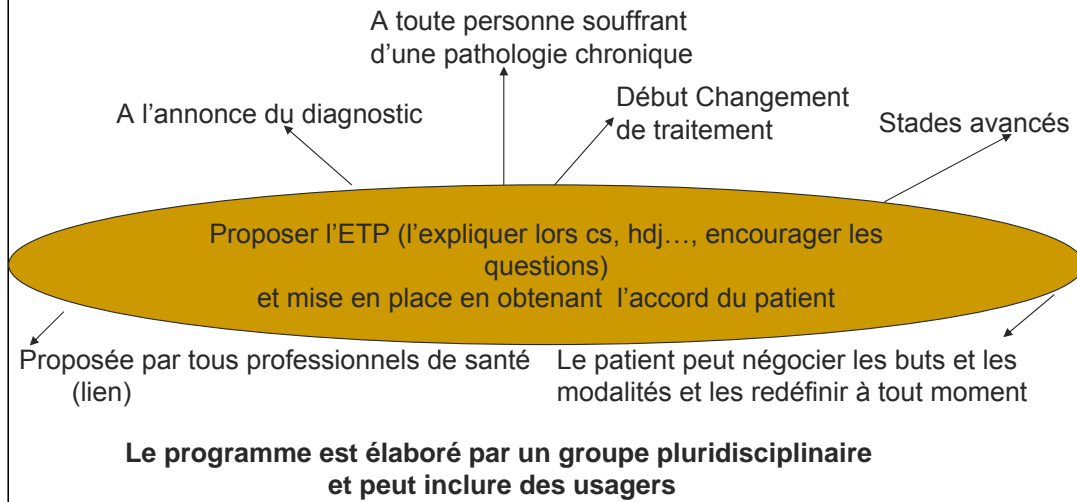 A toute personne souffrant
d'une pathologie chronique
A l'annonce du diagnostic
Début Changement
de traitement
Stades avancés
Proposer l'ETP (l'expliquer lors cs, hdj…, encourager les
questions)
et mise en place en obtenant l'accord du patient
Proposée par tous professionnels de santé
(lien)
Le patient peut négocier les buts et les
modalités et les redéfinir à tout moment
Le programme est élaboré par un groupe pluridisciplinaire
et peut inclure des usagers